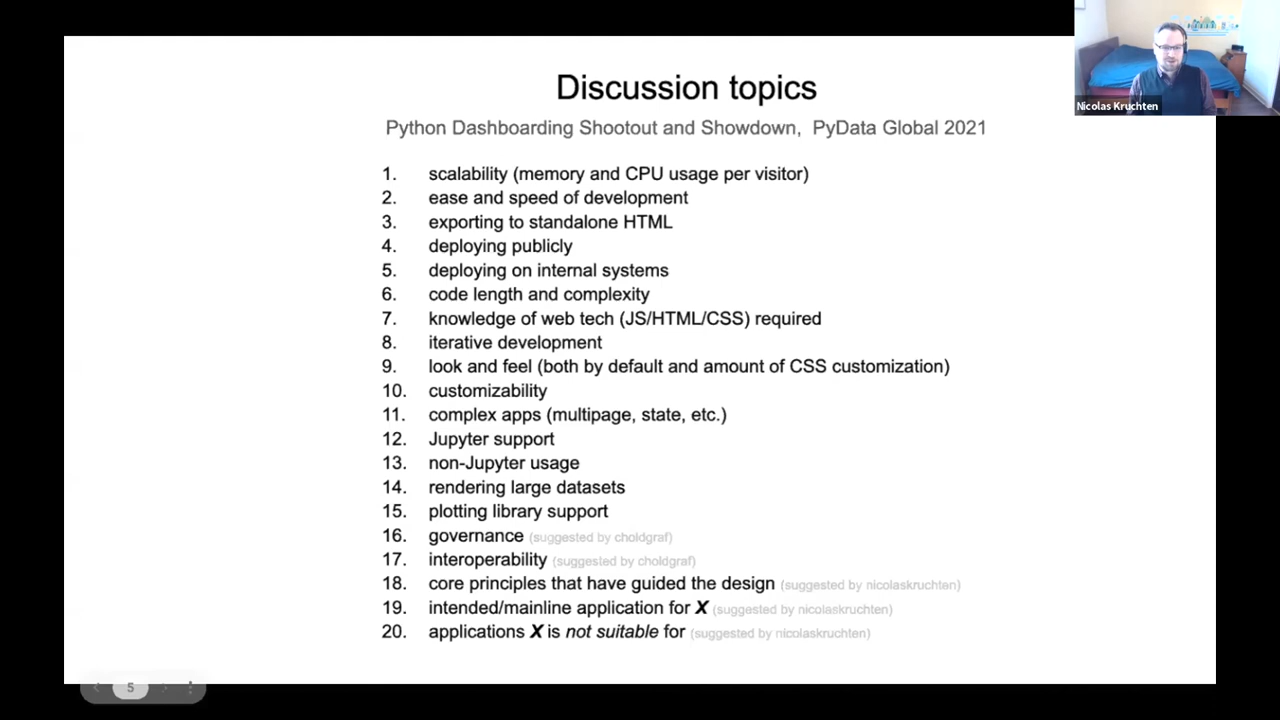 Discussion topics
Python Dashboarding Shootout and Showdown, PyData Global 2021
1. scalability (memory and CPU usage per visitor)
2. ease and speed of development
3. exporting to standalone HTML
4. deploying publicly
5. deploying on internal systems
6. code length and complexity
7. knowledge of web tech (JS/HTML/CSS) required
8. iterative development
9. look and feel (both by default and amount of CSS customization)
10. customizability
11. complex apps (multipage, state, etc.)
12. Jupyter support
13. non-Jupyter usage
14. rendering large datasets
15. plotting library support
16. governance (suggested by choldgraf)
17. interoperability (suggested by choldgraf)
18. core principles that have guided the design (suggested by nicolaskruchten)
19. intended/mainline application for X (suggested by nicolaskruchten)
20. applications X is not suitable for (suggested by nicolaskruchten)
Nicolas Kruchten
5